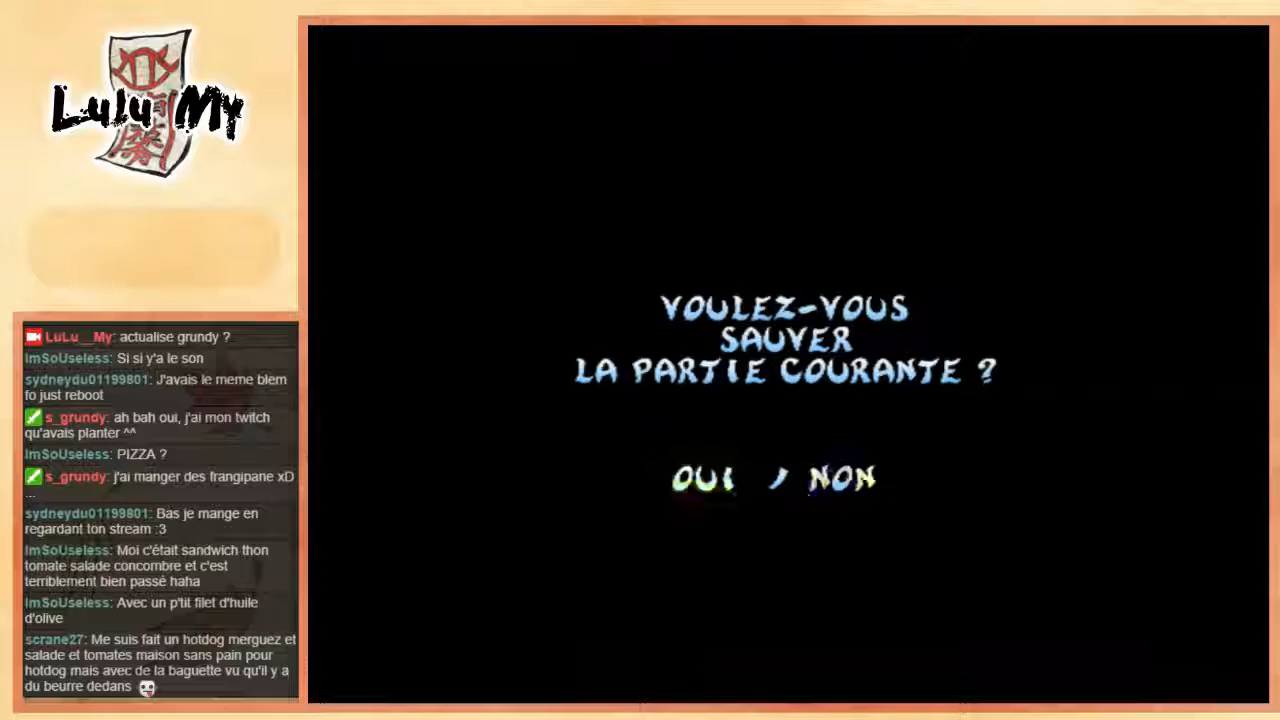 LuLu My
LuLu__My: actualise grundy ?
ImSoUseless: Si si y'a le son
sydneydu01199801: J'avais le meme blem
fo just reboot
s_grundy: ah bah oui, j'ai mon twitch
qu'avais planter ^^
ImSoUseless: PIZZA ?
s_grundy: j'ai manger des frangipane xD
...
sydneydu01199801: Bas je mange en
regardant ton stream :3
ImSoUseless: Moi c'était sandwich thon
tomate salade concombre et c'est
terriblement bien passé haha
ImSoUseless: Avec un p'tit filet d'huile
d'olive
scrane27: Me suis fait un hotdog merguez et
salade et tomates maison sans pain pour
hotdog mais avec de la baguette vu qu'il y a
du beurre dedans
VOULEZ-VOUS
SAUVER
LA PARTIE COURANTE ?
OUI / NON